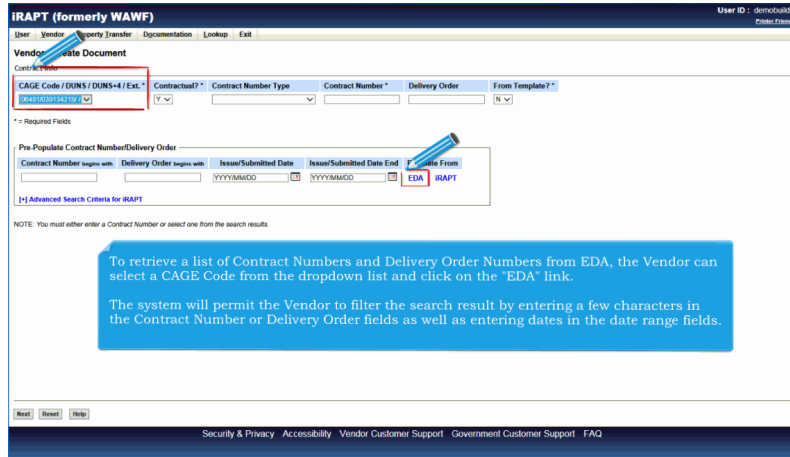 iRAPT (formerly WAWF)
User ID : demobuild
User Vendor Property Transfer Documentation Lookup Exit
Contract Info
CAGE Code / DUNS / DUNS+4 / Ext. * Contractual? * Contract Number Type Contract Number * Delivery Order From Template? *
Y N
* = Required Fields
Pre-Populate Contract Number/Delivery Order
Contract Number begins with Delivery Order begins with Issue/Submitted Date Issue/Submitted Date End From
YYYY/MM/DD YYYY/MM/DD EDA iRAPT
[+] Advanced Search Criteria for iRAPT
NOTE: You must either enter a Contract Number or select one from the search results.
To retrieve a list of Contract Numbers and Delivery Order Numbers from EDA, the Vendor can
select a CAGE Code from the dropdown list and click on the "EDA" link.
The system will permit the Vendor to filter the search result by entering a few characters in
the Contract Number or Delivery Order fields as well as entering dates in the date range fields.
Next Reset Help
Security & Privacy Accessibility Vendor Customer Support Government Customer Support FAQ